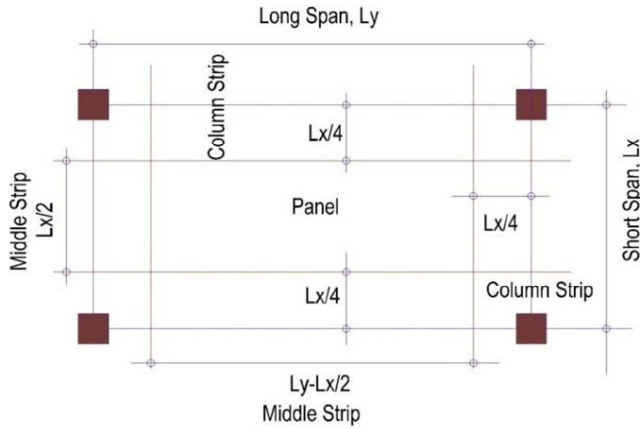 Long Span, Ly
Column Strip
Lx/4
Middle Strip
Lx/2
Panel
Lx/4
Short Span, Lx
Lx/4
Column Strip
Ly-Lx/2
Middle Strip